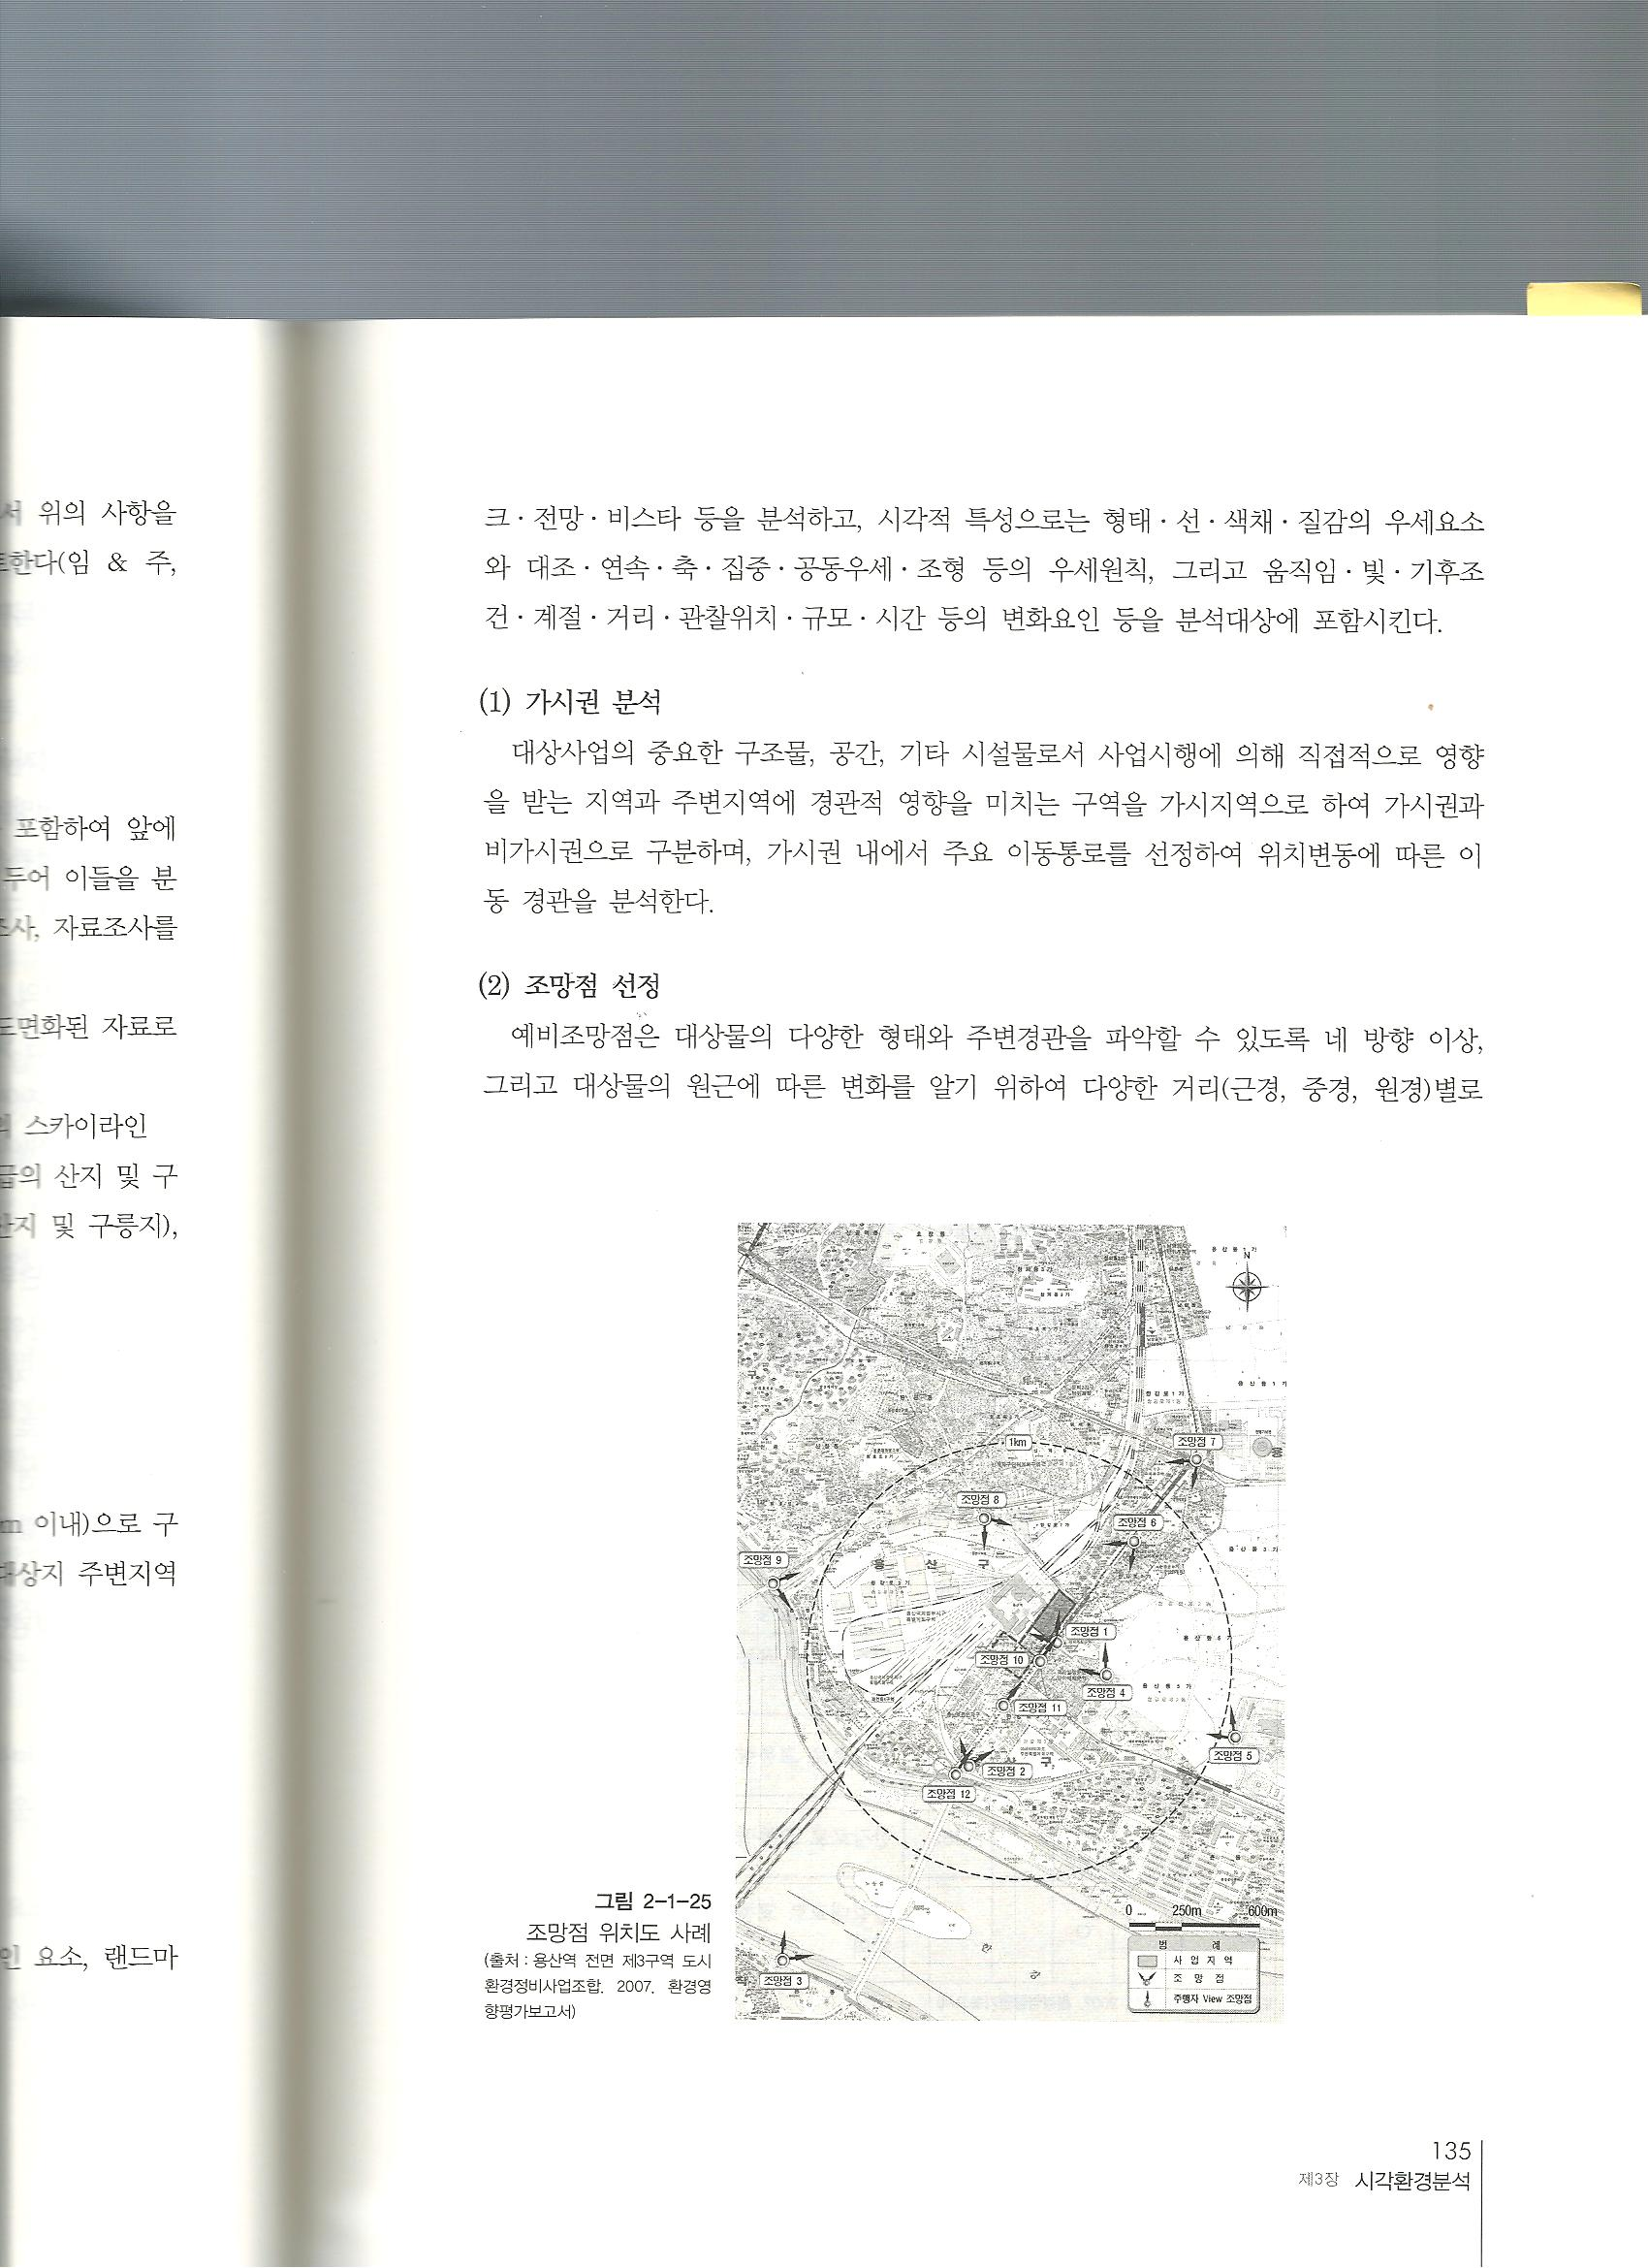 위의 사항을
(임 & 주,
포함하여 앞에
두어 이들을 분
자료조사를
도면화된 자료로
스카이라인
산지 및 구
및 구릉지),
이내)으로 구
대상지 주변지역
요소, 랜드마
크·전망·비스타 등을 분석하고, 시각적 특성으로는 형태·선·색채·질감의 우세요소
와 대조·연속·축·집중·공동우세·조형 등의 우세원칙, 그리고 움직임·빛·기후조
건·계절·거리·관찰위치·규모·시간 등의 변화요인 등을 분석대상에 포함시킨다.
(1) 가시권 분석
대상사업의 중요한 구조물, 공간, 기타 시설물로서 사업시행에 의해 직접적으로 영향
을 받는 지역과 주변지역에 경관적 영향을 미치는 구역을 가시지역으로 하여 가시권과
비가시권으로 구분하며, 가시권 내에서 주요 이동통로를 선정하여 위치변동에 따른 이
동 경관을 분석한다.
(2) 조망점 선정
예비조망점은 대상물의 다양한 형태와 주변경관을 파악할 수 있도록 네 방향 이상,
그리고 대상물의 원근에 따른 변화를 알기 위하여 다양한 거리(근경, 중경, 원경)별로
N
1km
조망점 7
조망점 8
조망점 6
조망점 9
용 산 구
조망점 1
조망점 10
조망점 4
조망점 11
조망점 5
조망점 2
조망점 12
조망점 3
0 250m 600m
범 례
사 업 지 역
조 망 점
주행자 View 조망점
그림 2-1-25
조망점 위치도 사례
(출처 : 용산역 전면 제3구역 도시
환경정비사업조합. 2007. 환경영
향평가보고서)
135
제3장 시각환경분석